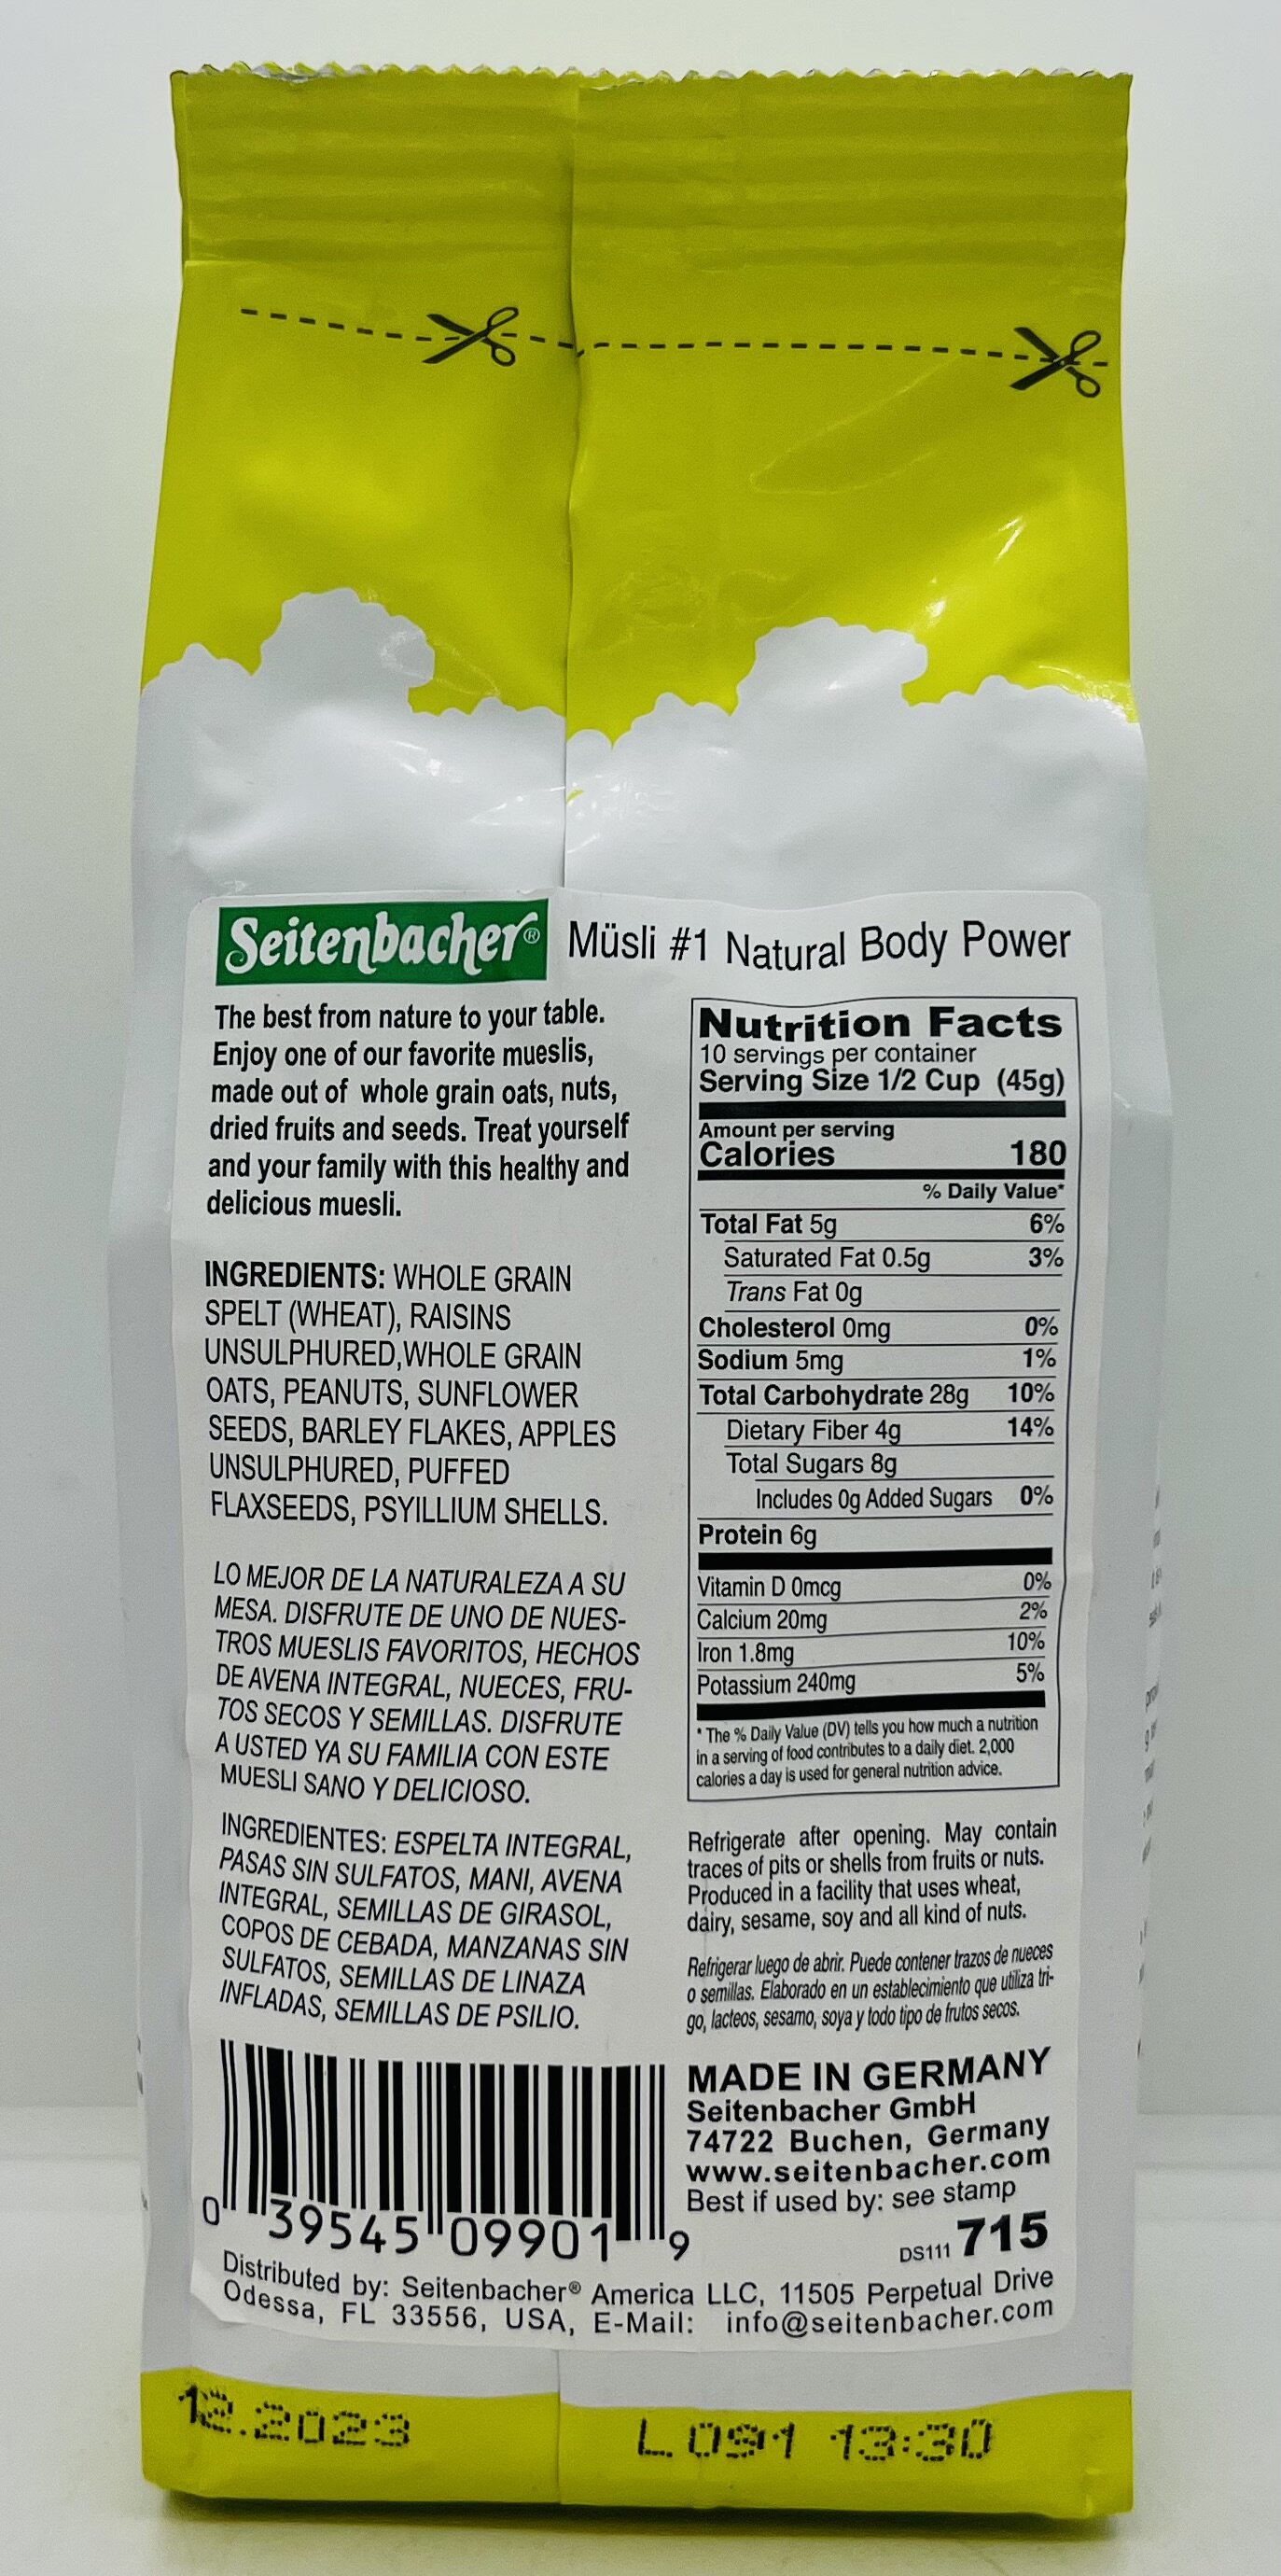 Seitenbacher® Müsli #1 Natural Body Power
The best from nature to your table.
Enjoy one of our favorite mueslis,
made out of whole grain oats, nuts,
dried fruits and seeds. Treat yourself
and your family with this healthy and
delicious muesli.
INGREDIENTS: WHOLE GRAIN
SPELT (WHEAT), RAISINS
UNSULPHURED,WHOLE GRAIN
OATS, PEANUTS, SUNFLOWER
SEEDS, BARLEY FLAKES, APPLES
UNSULPHURED, PUFFED
FLAXSEEDS, PSYILLIUM SHELLS.
LO MEJOR DE LA NATURALEZA A SU
MESA. DISFRUTE DE UNO DE NUES-
TROS MUESLIS FAVORITOS, HECHOS
DE AVENA INTEGRAL, NUECES, FRU-
TOS SECOS Y SEMILLAS. DISFRUTE
A USTED YA SU FAMILIA CON ESTE
MUESLI SANO Y DELICIOSO.
INGREDIENTES: ESPELTA INTEGRAL,
PASAS SIN SULFATOS, MANI, AVENA
INTEGRAL, SEMILLAS DE GIRASOL,
COPOS DE CEBADA, MANZANAS SIN
SULFATOS, SEMILLAS DE LINAZA
INFLADAS, SEMILLAS DE PSILIO.
Nutrition Facts
10 servings per container
Serving Size 1/2 Cup (45g)
Amount per serving
Calories 180
% Daily Value*
Total Fat 5g 6%
Saturated Fat 0.5g 3%
Trans Fat 0g
Cholesterol 0mg 0%
Sodium 5mg 1%
Total Carbohydrate 28g 10%
Dietary Fiber 4g 14%
Total Sugars 8g
Includes 0g Added Sugars 0%
Protein 6g
Vitamin D 0mcg 0%
Calcium 20mg 2%
Iron 1.8mg 10%
Potassium 240mg 5%
* The % Daily Value (DV) tells you how much a nutrition
in a serving of food contributes to a daily diet. 2,000
calories a day is used for general nutrition advice.
Refrigerate after opening. May contain
traces of pits or shells from fruits or nuts.
Produced in a facility that uses wheat,
dairy, sesame, soy and all kind of nuts.
Refrigerar luego de abrir. Puede contener trazos de nueces
o semillas. Elaborado en un establecimiento que utiliza tri-
go, lacteos, sesamo, soya y todo tipo de frutos secos.
MADE IN GERMANY
Seitenbacher GmbH
74722 Buchen, Germany
www.seitenbacher.com
Best if used by: see stamp
DS111 715
0 39545 09901 9
Distributed by: Seitenbacher® America LLC, 11505 Perpetual Drive
Odessa, FL 33556, USA, E-Mail: info@seitenbacher.com
12.2023
L 091 13:30